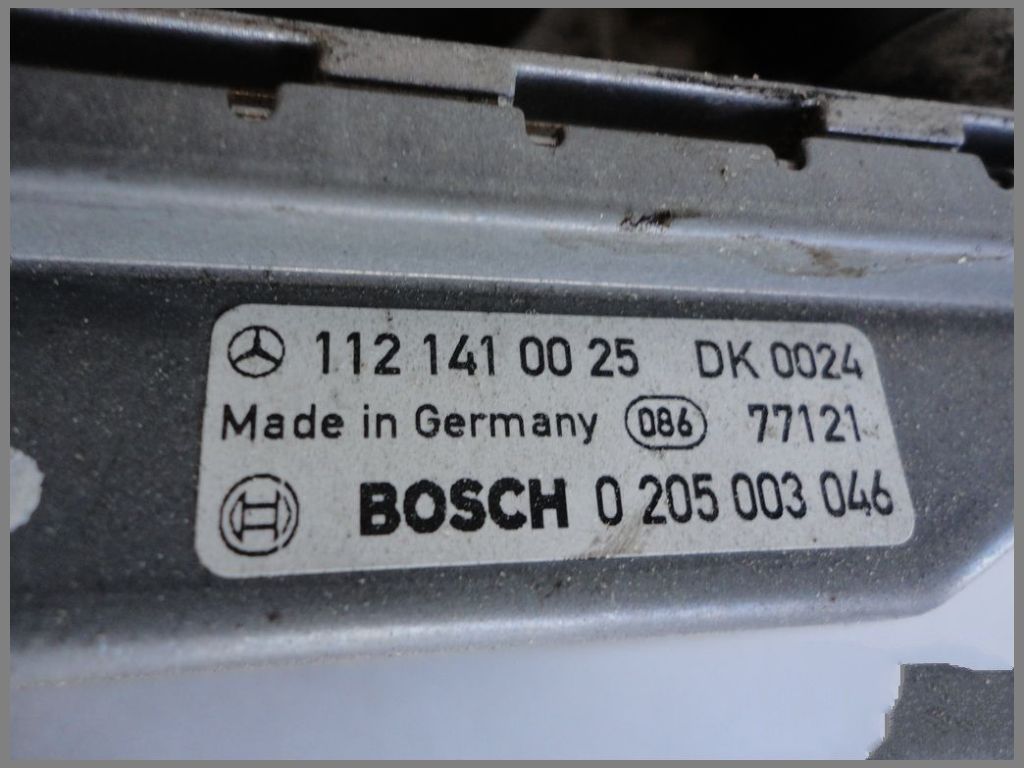 112 141 00 25 DK 0024
Made in Germany 086 77121
BOSCH 0 205 003 046